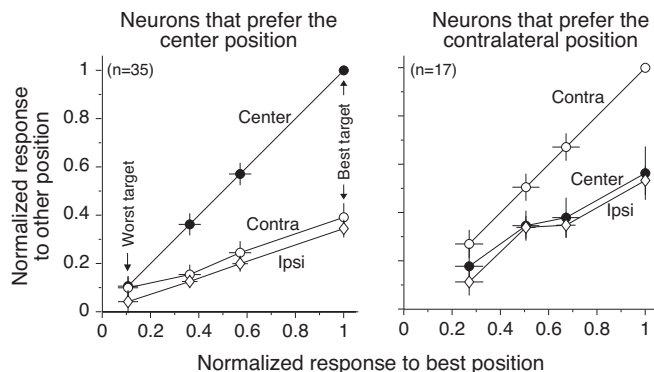 Neurons that prefer the
center position
Neurons that prefer the
contralateral position
Normalized response
to other position
1
0.8
0.6
0.4
0.2
0
(n=35)
Center
Contra
Ipsi
Worst target
Best target
0 0.2 0.4 0.6 0.8 1
(n=17)
Contra
Center
Ipsi
0 0.2 0.4 0.6 0.8 1
Normalized response to best position